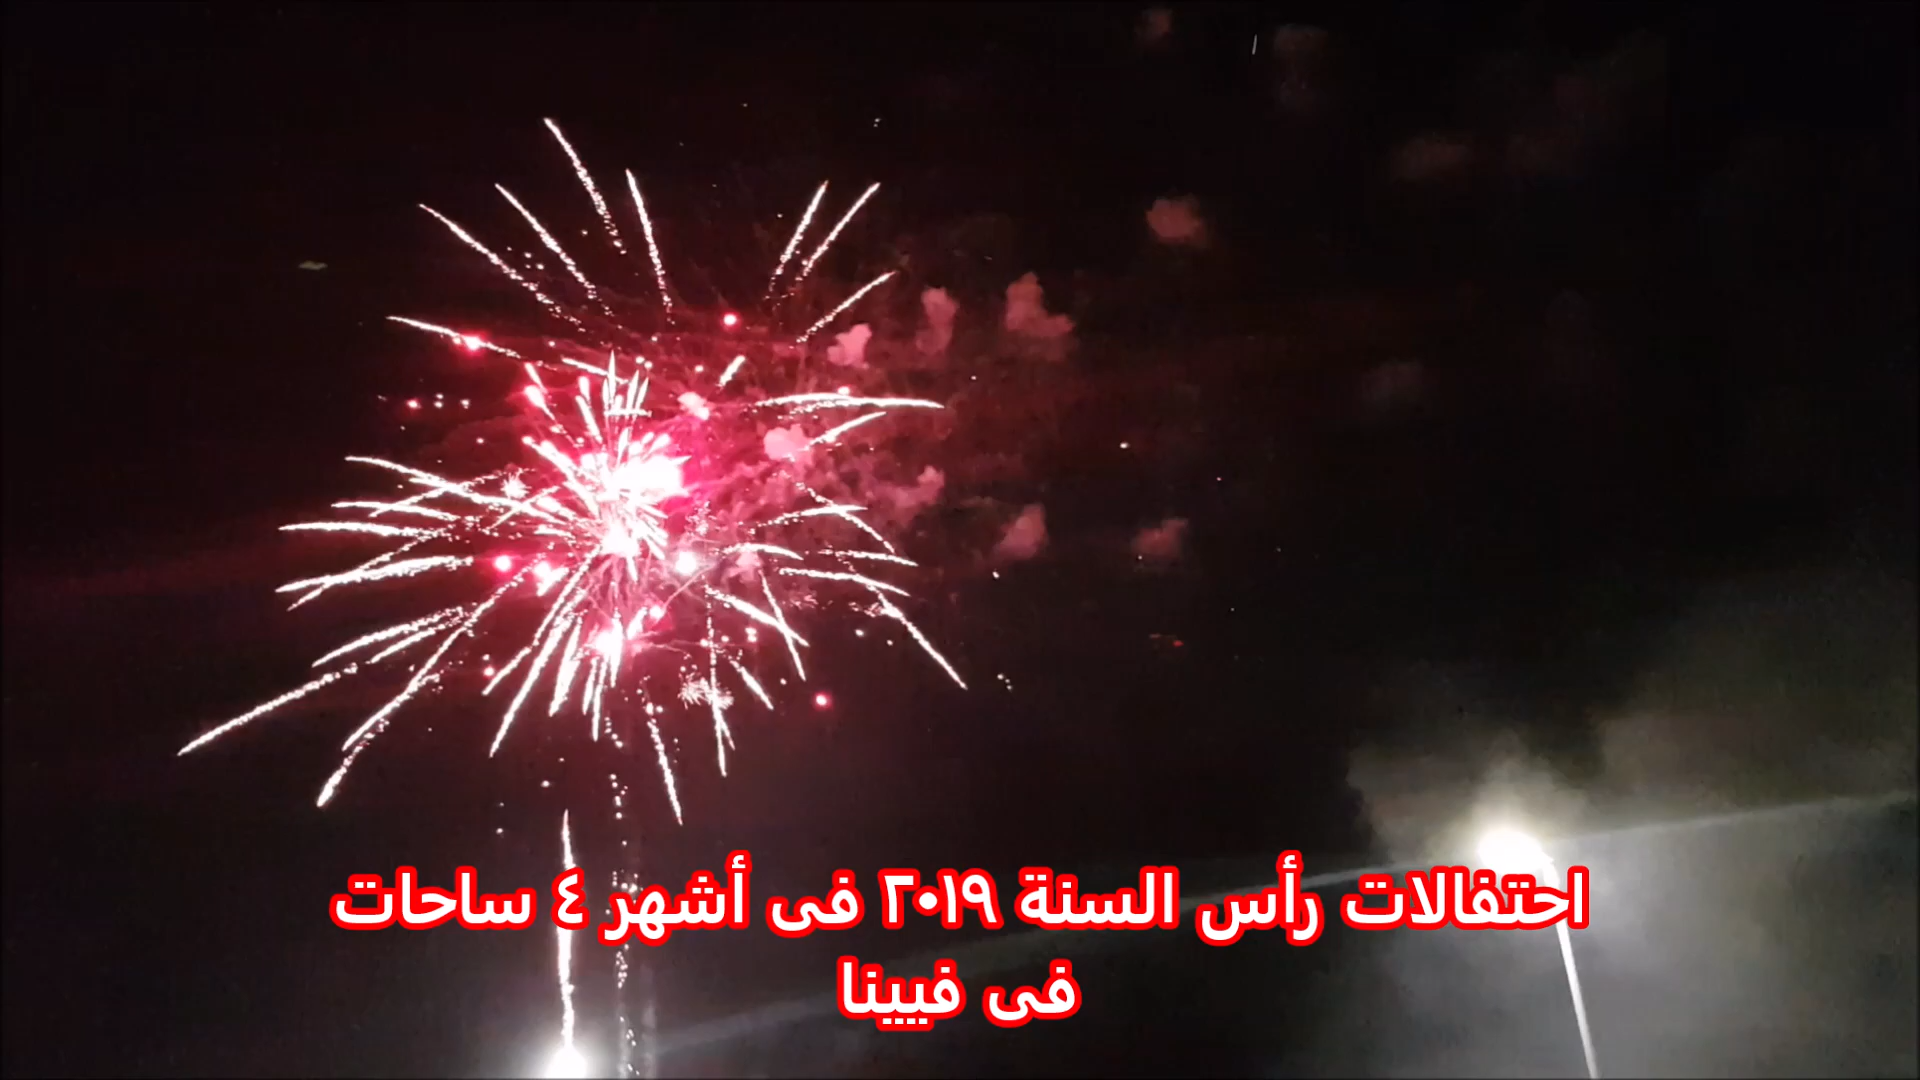 احتفالات رأس السنة ٢٠١٩ فى أشهر ٤ ساحات
فى فيينا